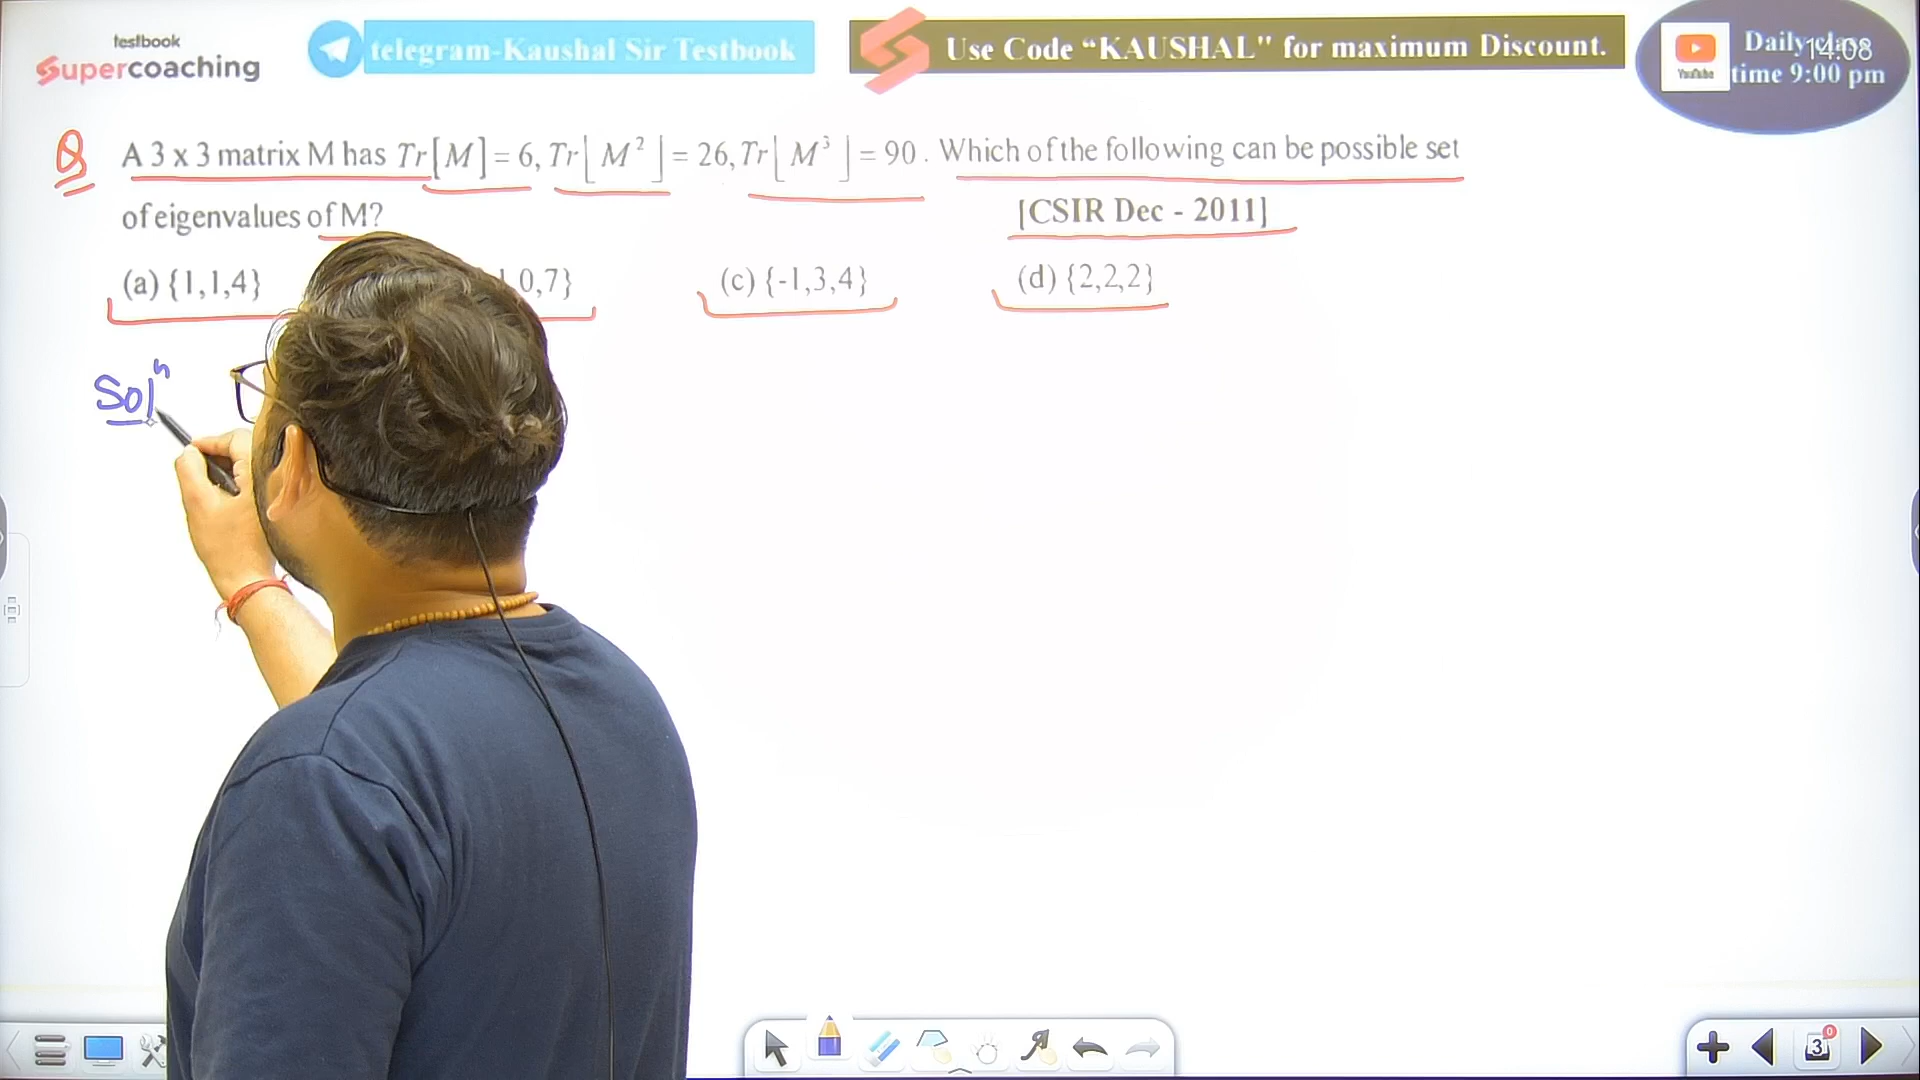 testbook
Supercoaching
telegram-Kaushal Sir Testbook
Use Code “KAUSHAL" for maximum Discount.
YouTube
Daily class
time 9:00 pm
14:08
Q A 3 x 3 matrix M has Tr[M] = 6, Tr⌊M²⌋ = 26, Tr⌊M³⌋ = 90. Which of the following can be possible set
of eigenvalues of M? [CSIR Dec - 2011]
(a) {1,1,4} 0,7} (c) {-1,3,4} (d) {2,2,2}
Solⁿ
3
0